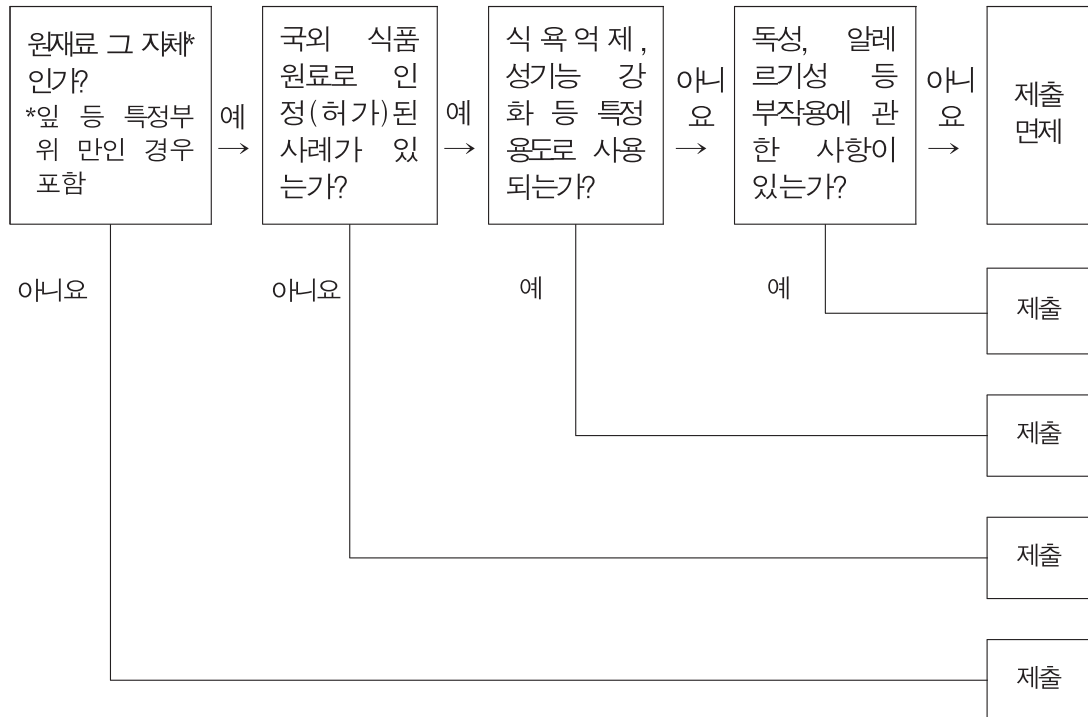 원재료 그 자체*
인가?
*잎 등 특정부
위 만인 경우
포함
예
→
국외 식품
원료로 인
정(허가)된
사례가 있
는가?
예
→
식욕억제,
성기능 강
화 등 특정
용도로 사용
되는가?
아니
요
→
독성, 알레
르기성 등
부작용에 관
한 사항이
있는가?
아니
요
→
제출
면제
아니요
아니요
예
예
제출
제출
제출
제출